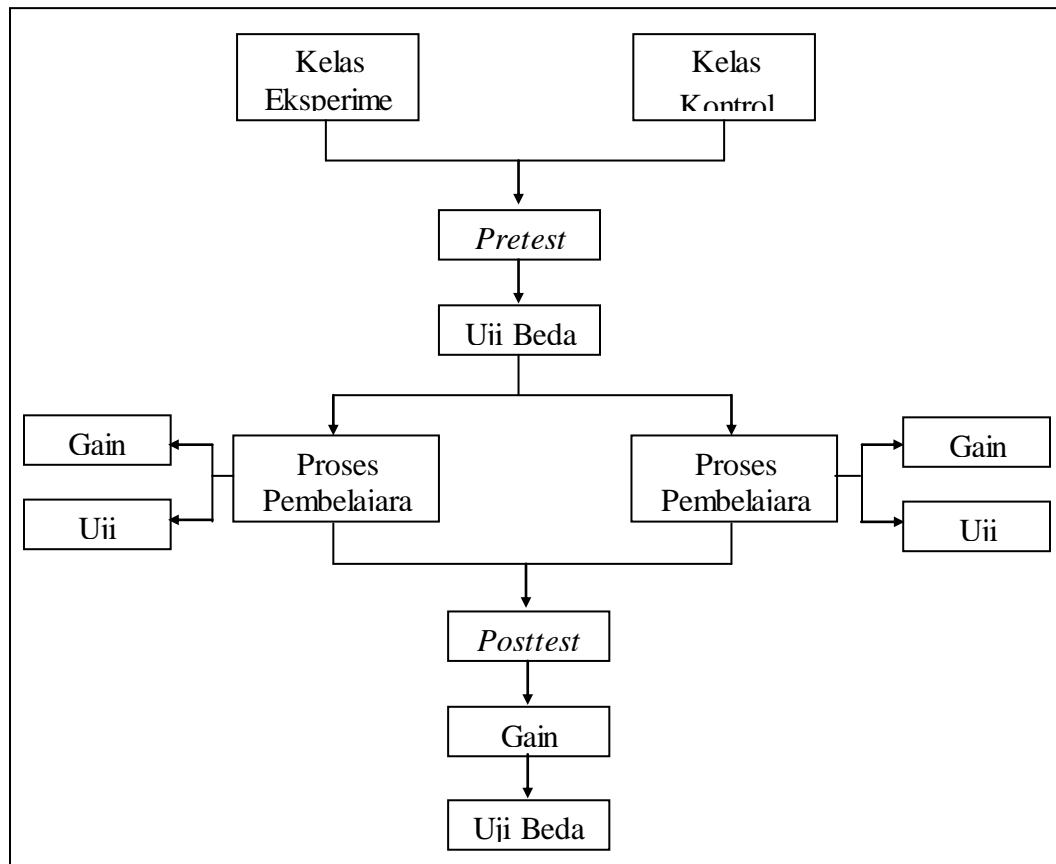 Kelas
Eksperime
Kelas
Kontrol
Pretest
Uji Beda
Gain
Uji
Proses
Pembelajara
Proses
Pembelajara
Gain
Uji
Posttest
Gain
Uji Beda